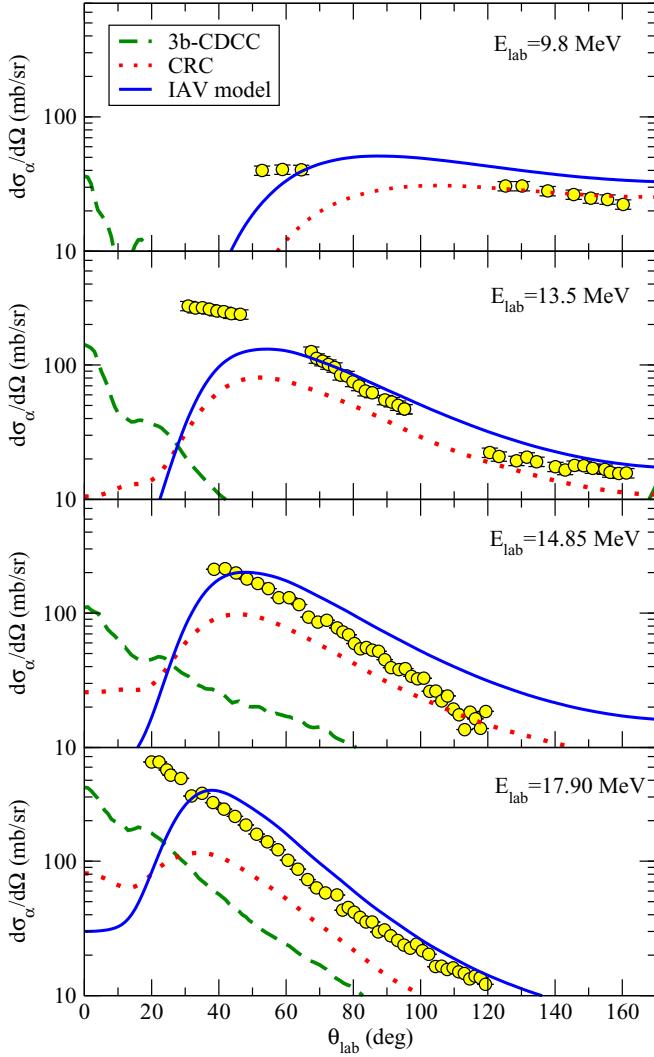 3b-CDCC
CRC
IAV model
E_lab=9.8 MeV
dσ_α/dΩ (mb/sr)
100
10
E_lab=13.5 MeV
dσ_α/dΩ (mb/sr)
100
10
E_lab=14.85 MeV
dσ_α/dΩ (mb/sr)
100
10
E_lab=17.90 MeV
dσ_α/dΩ (mb/sr)
100
10
0 20 40 60 80 100 120 140 160
θ_lab (deg)